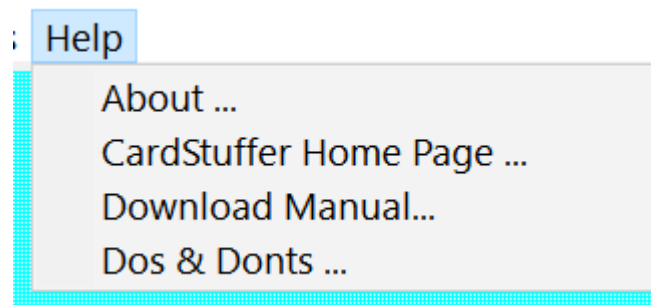 Help
About ...
CardStuffer Home Page ...
Download Manual...
Dos & Donts ...